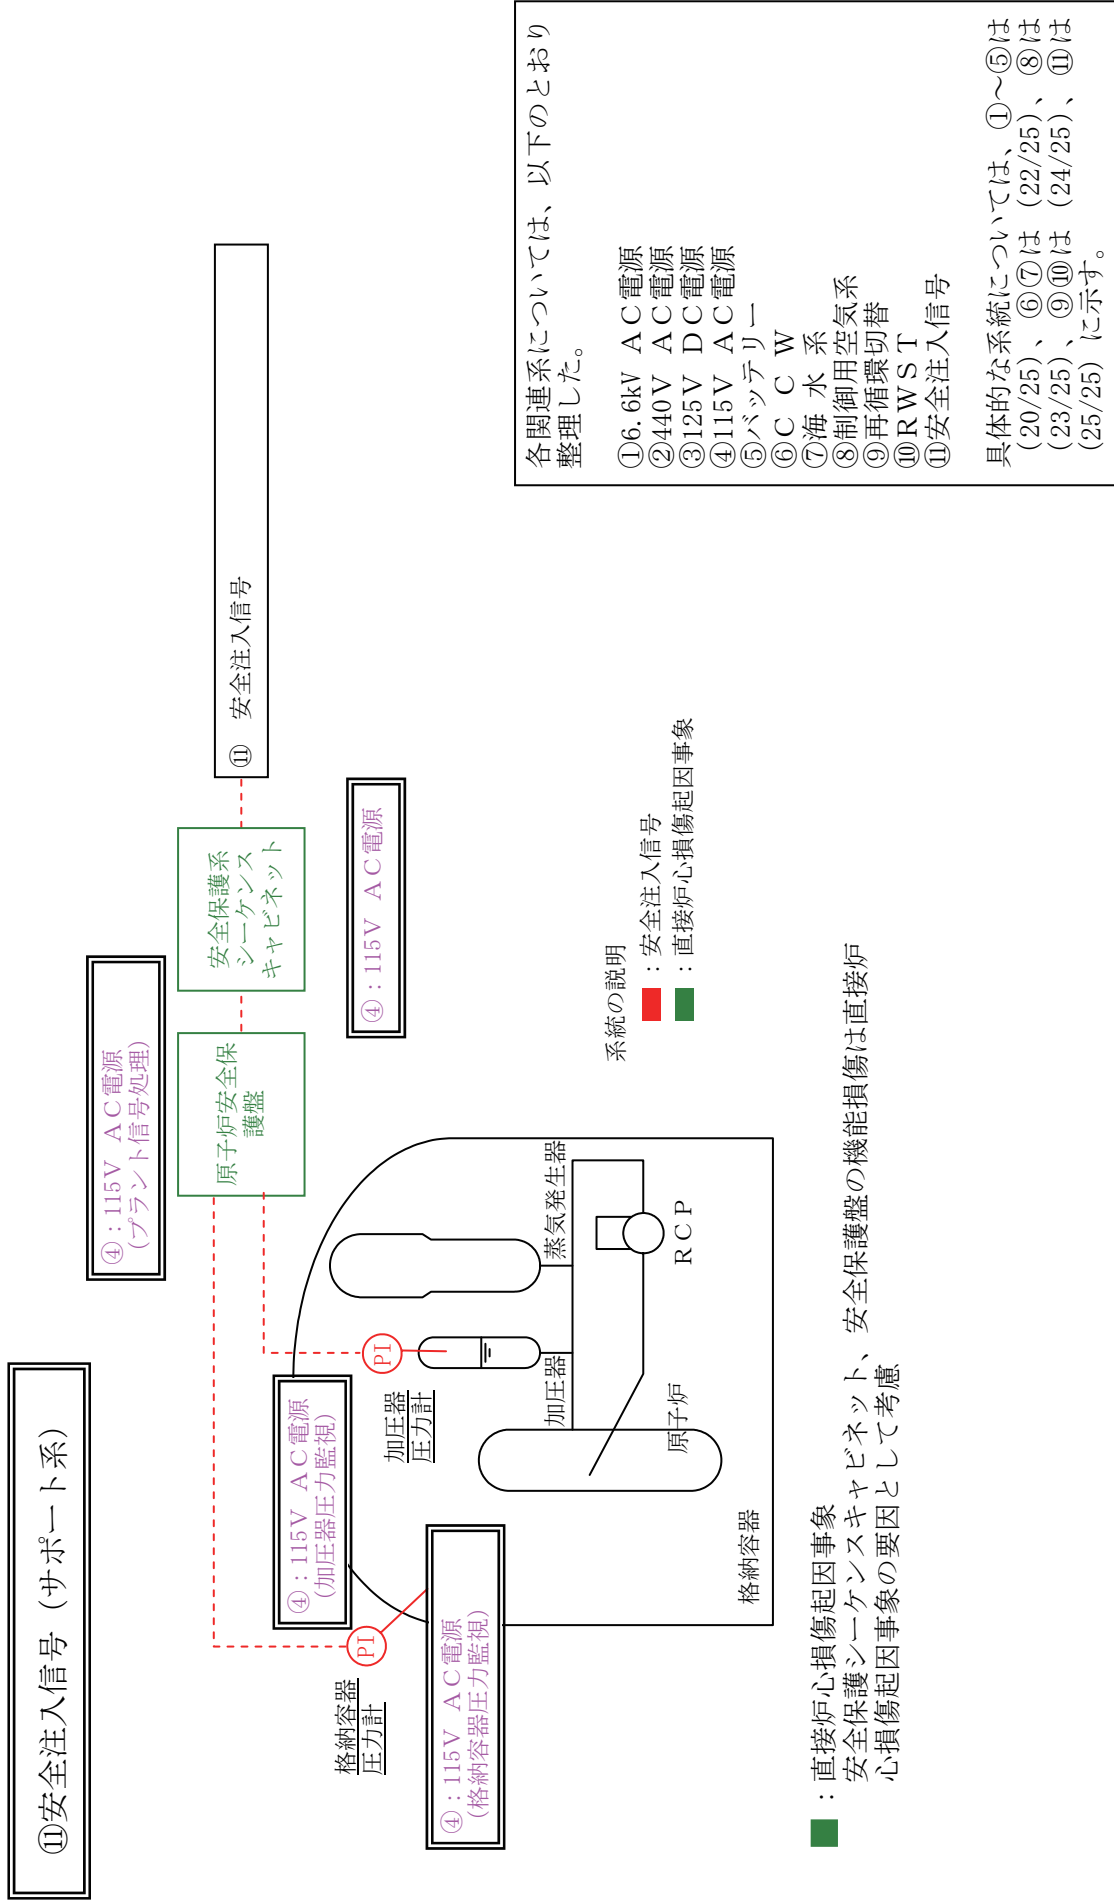 ⑪安全注入信号（サポート系）
④：115V AC電源
（プラント信号処理）
原子炉安全保
護盤
安全保護系
シーケンス
キャビネット
⑪ 安全注入信号
④：115V AC電源
④：115V AC電源
（加圧器圧力監視）
④：115V AC電源
（格納容器圧力監視）
格納容器
圧力計
PI
加圧器
圧力計
PI
蒸気発生器
加圧器
RCP
原子炉
格納容器
系統の説明
：安全注入信号
：直接炉心損傷起因事象
：直接炉心損傷起因事象
安全保護シーケンスキャビネット、安全保護盤の機能損傷は直接炉
心損傷起因事象の要因として考慮
各関連系については、以下のとおり
整理した。
①6.6kV AC電源
②440V AC電源
③125V DC電源
④115V AC電源
⑤バッテリー
⑥C C W
⑦海 水 系
⑧制御用空気系
⑨再循環切替
⑩RWST
⑪安全注入信号
具体的な系統については、①～⑤は
（20/25）、⑥⑦は（22/25）、⑧は
（23/25）、⑨⑩は（24/25）、⑪は
（25/25）に示す。